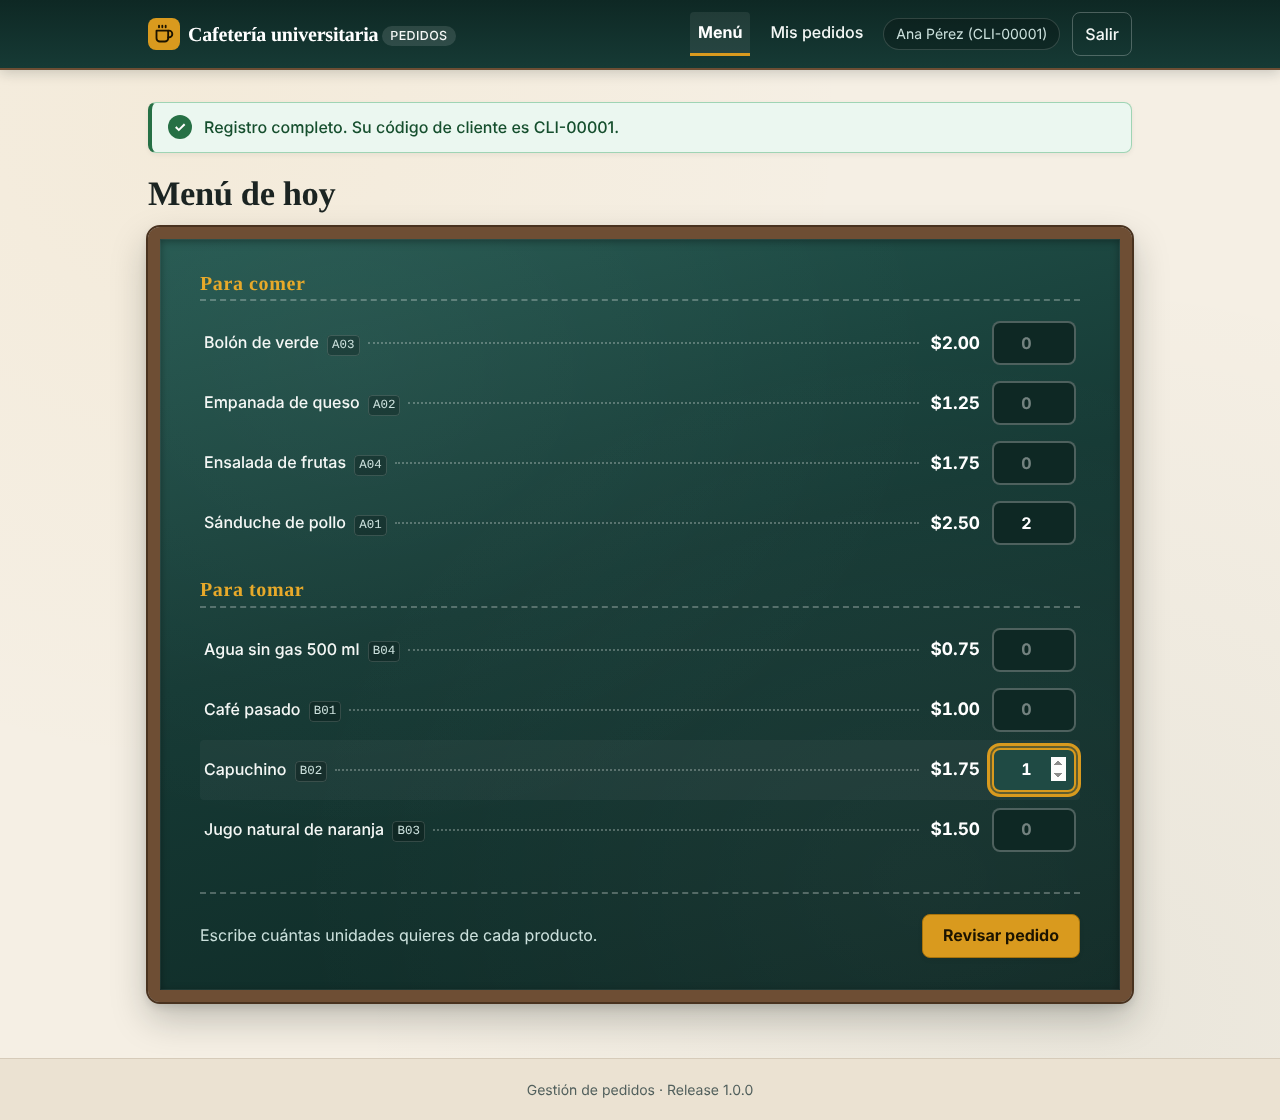 Cafetería universitaria PEDIDOS Menú Mis pedidos Ana Pérez (CLI-00001) Salir
Registro completo. Su código de cliente es CLI-00001.
Menú de hoy
Para comer
Bolón de verde A03 $2.00 0
Empanada de queso A02 $1.25 0
Ensalada de frutas A04 $1.75 0
Sánduche de pollo A01 $2.50 2
Para tomar
Agua sin gas 500 ml B04 $0.75 0
Café pasado B01 $1.00 0
Capuchino B02 $1.75 1
Jugo natural de naranja B03 $1.50 0
Escribe cuántas unidades quieres de cada producto. Revisar pedido
Gestión de pedidos · Release 1.0.0